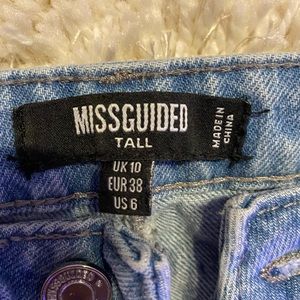 MISSGUIDED
TALL
UK 10
EUR 38
US 6
MADE IN
CHINA